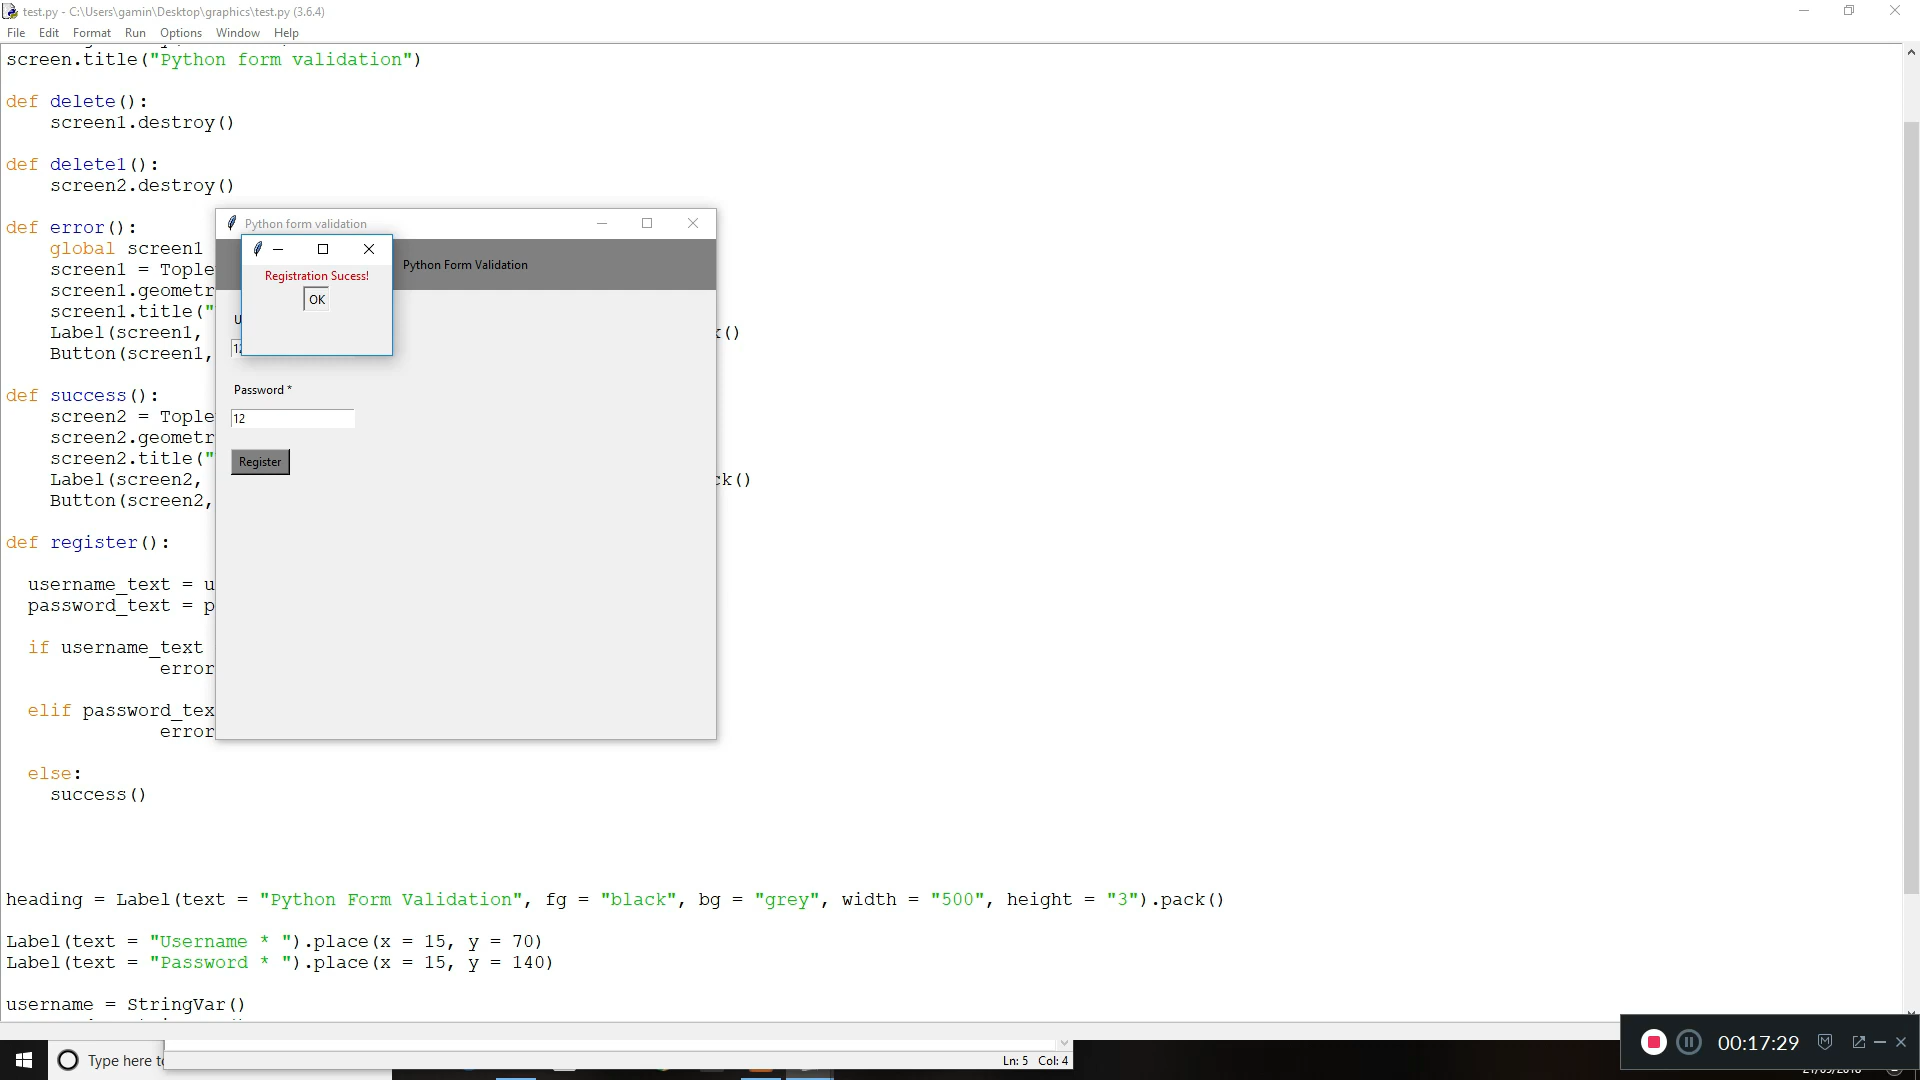 test.py - C:\Users\gamin\Desktop\graphics\test.py (3.6.4)
File Edit Format Run Options Window Help
screen.title("Python form validation")
def delete():
screen1.destroy()
def delete1():
screen2.destroy()
def error():
global screen1
screen1 = Tople
screen1.geometr
screen1.title("
Label(screen1,
()
Button(screen1,
def success():
screen2 = Tople
screen2.geometr
screen2.title("
Label(screen2,
k()
Button(screen2,
def register():
username_text = u
password_text = p
if username_text
error
elif password_tex
error
else:
success()
Python form validation
Python Form Validation
Registration Sucess!
OK
U
12
Password *
12
Register
heading = Label(text = "Python Form Validation", fg = "black", bg = "grey", width = "500", height = "3").pack()
Label(text = "Username * ").place(x = 15, y = 70)
Label(text = "Password * ").place(x = 15, y = 140)
username = StringVar()
Type here t
Ln: 5 Col: 4
00:17:29